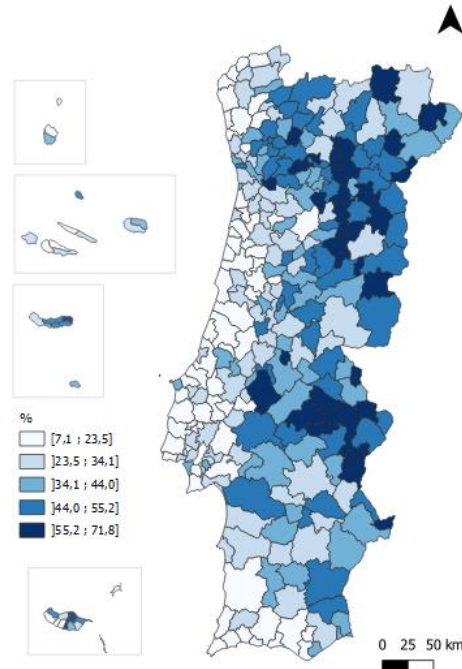 %
]7,1 ; 23,5]
]23,5 ; 34,1]
]34,1 ; 44,0]
]44,0 ; 55,2]
]55,2 ; 71,8]
0 25 50 km